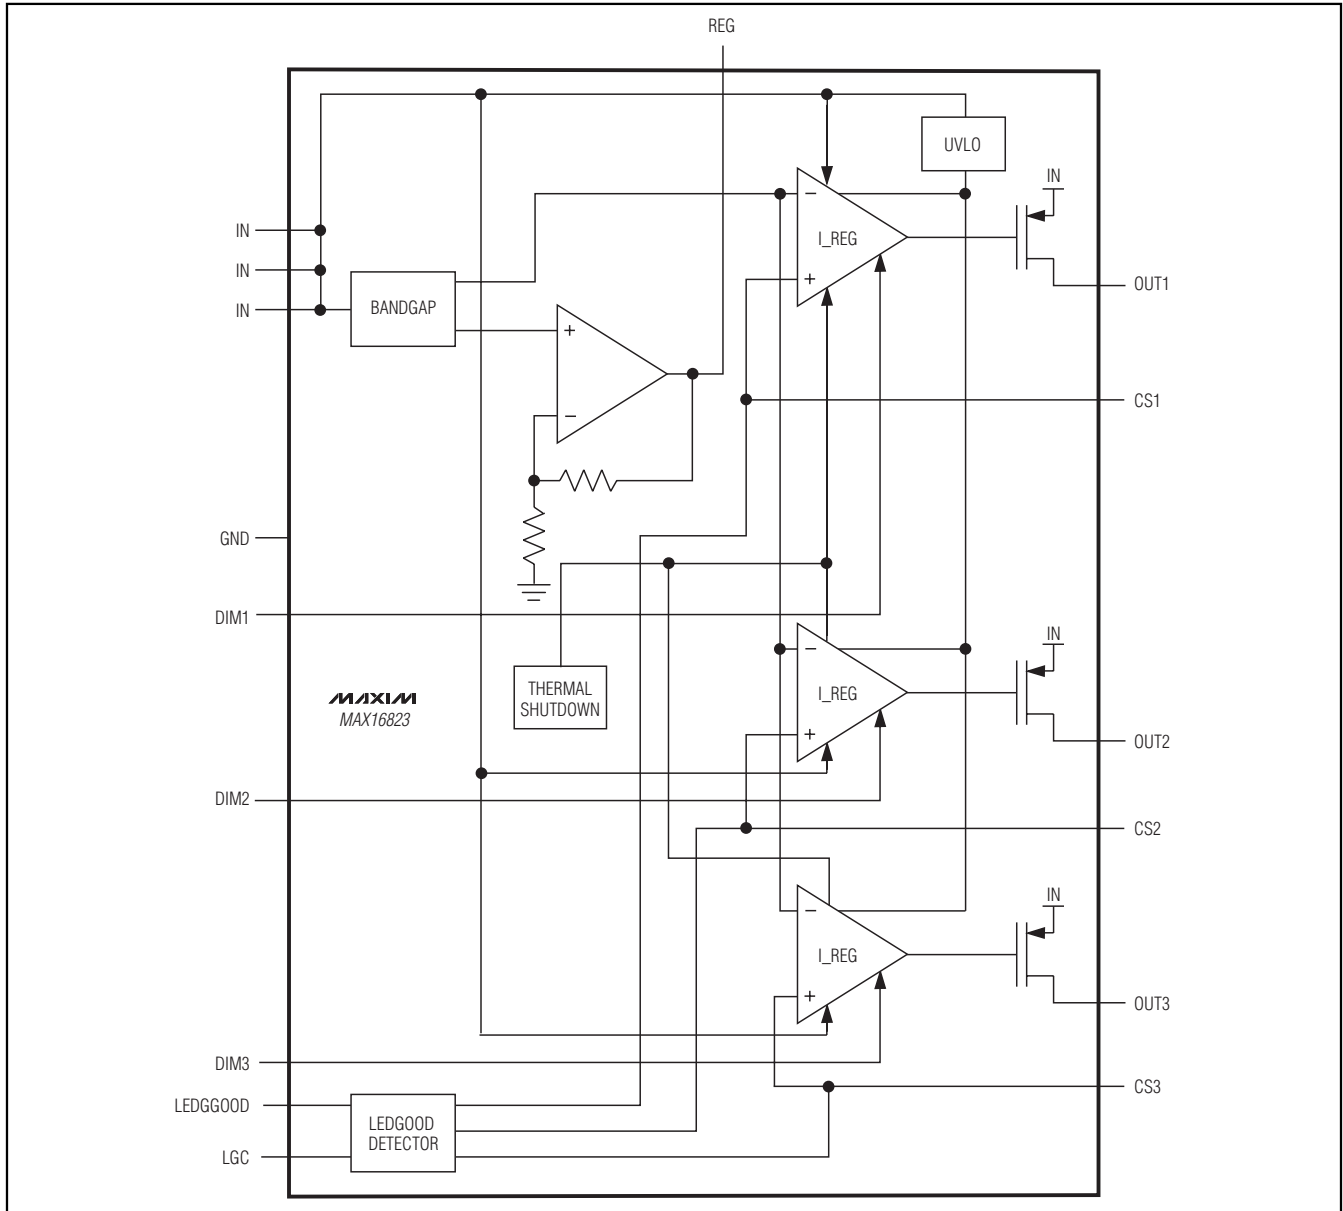 REG
UVLO
IN
−
I_REG
+
OUT1
IN
IN
IN
BANDGAP
+
−
CS1
GND
DIM1
THERMAL
SHUTDOWN
MAXIM
MAX16823
IN
−
I_REG
+
OUT2
DIM2
CS2
IN
−
I_REG
+
OUT3
DIM3
CS3
LEDGGOOD
LEDGOOD
DETECTOR
LGC